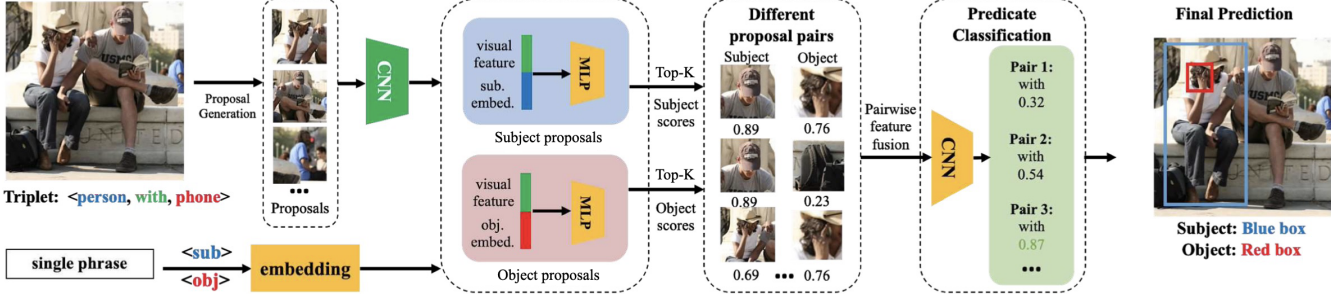 Triplet: <person, with, phone>
single phrase
<sub>
<obj>
embedding
Proposal
Generation
Proposals
CNN
visual
feature
sub.
embed.
MLP
Subject proposals
visual
feature
obj.
embed.
MLP
Object proposals
Top-K
Subject
scores
Top-K
Object
scores
Different
proposal pairs
Subject Object
0.89 0.76
0.89 0.23
0.69 ••• 0.76
Pairwise
feature
fusion
CNN
Predicate
Classification
Pair 1:
with
0.32
Pair 2:
with
0.54
Pair 3:
with
0.87
•••
Final Prediction
Subject: Blue box
Object: Red box
USMC
UNITED